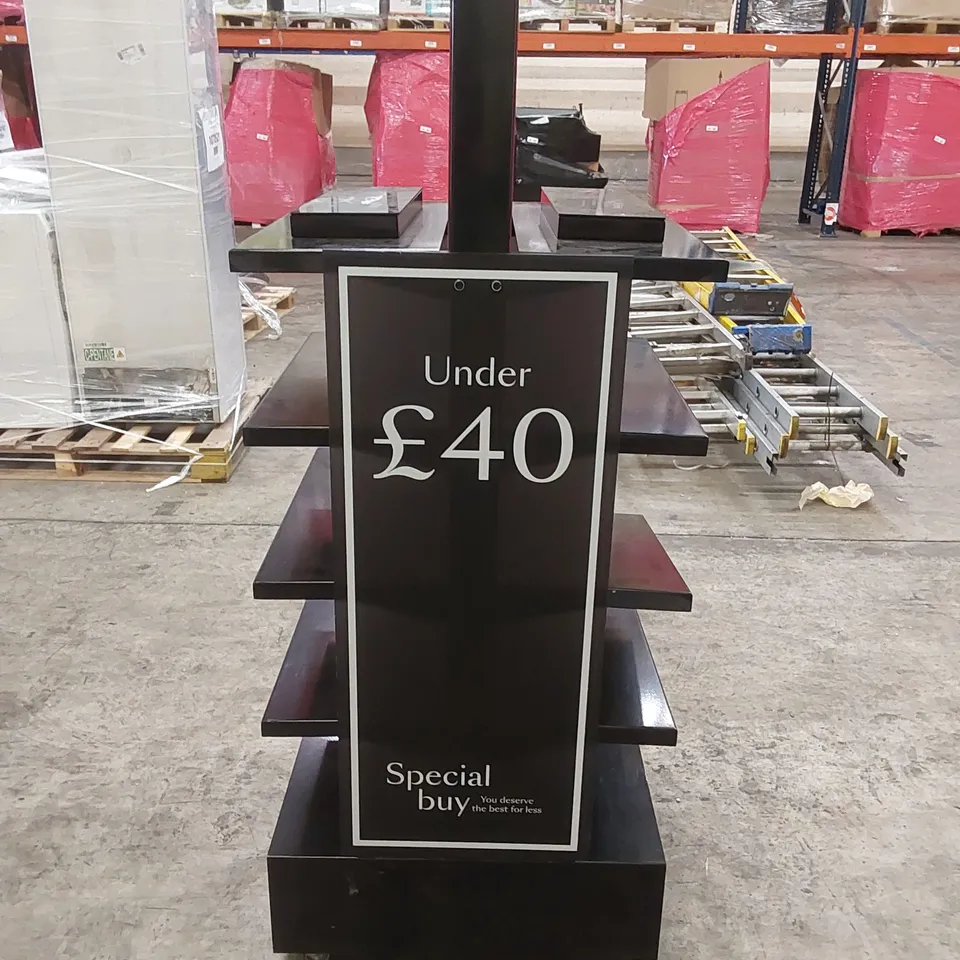 Under
£40
Special
buy You deserve
the best for less